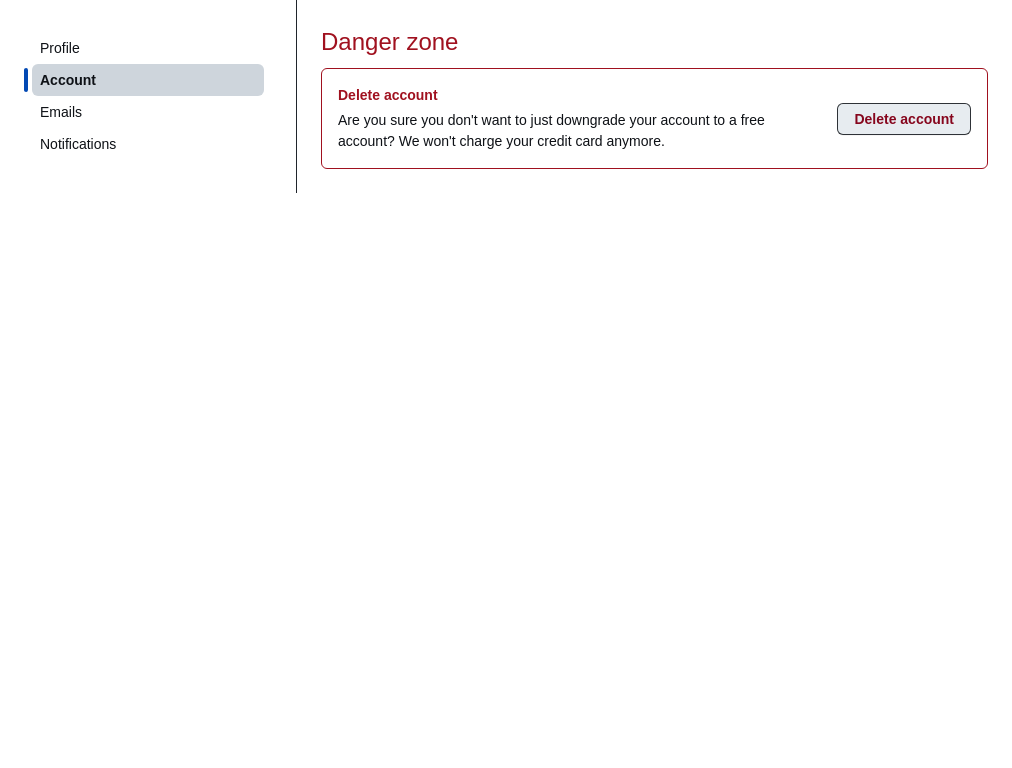 Profile
Account
Emails
Notifications
Danger zone
Delete account
Are you sure you don't want to just downgrade your account to a free
account? We won't charge your credit card anymore.
Delete account